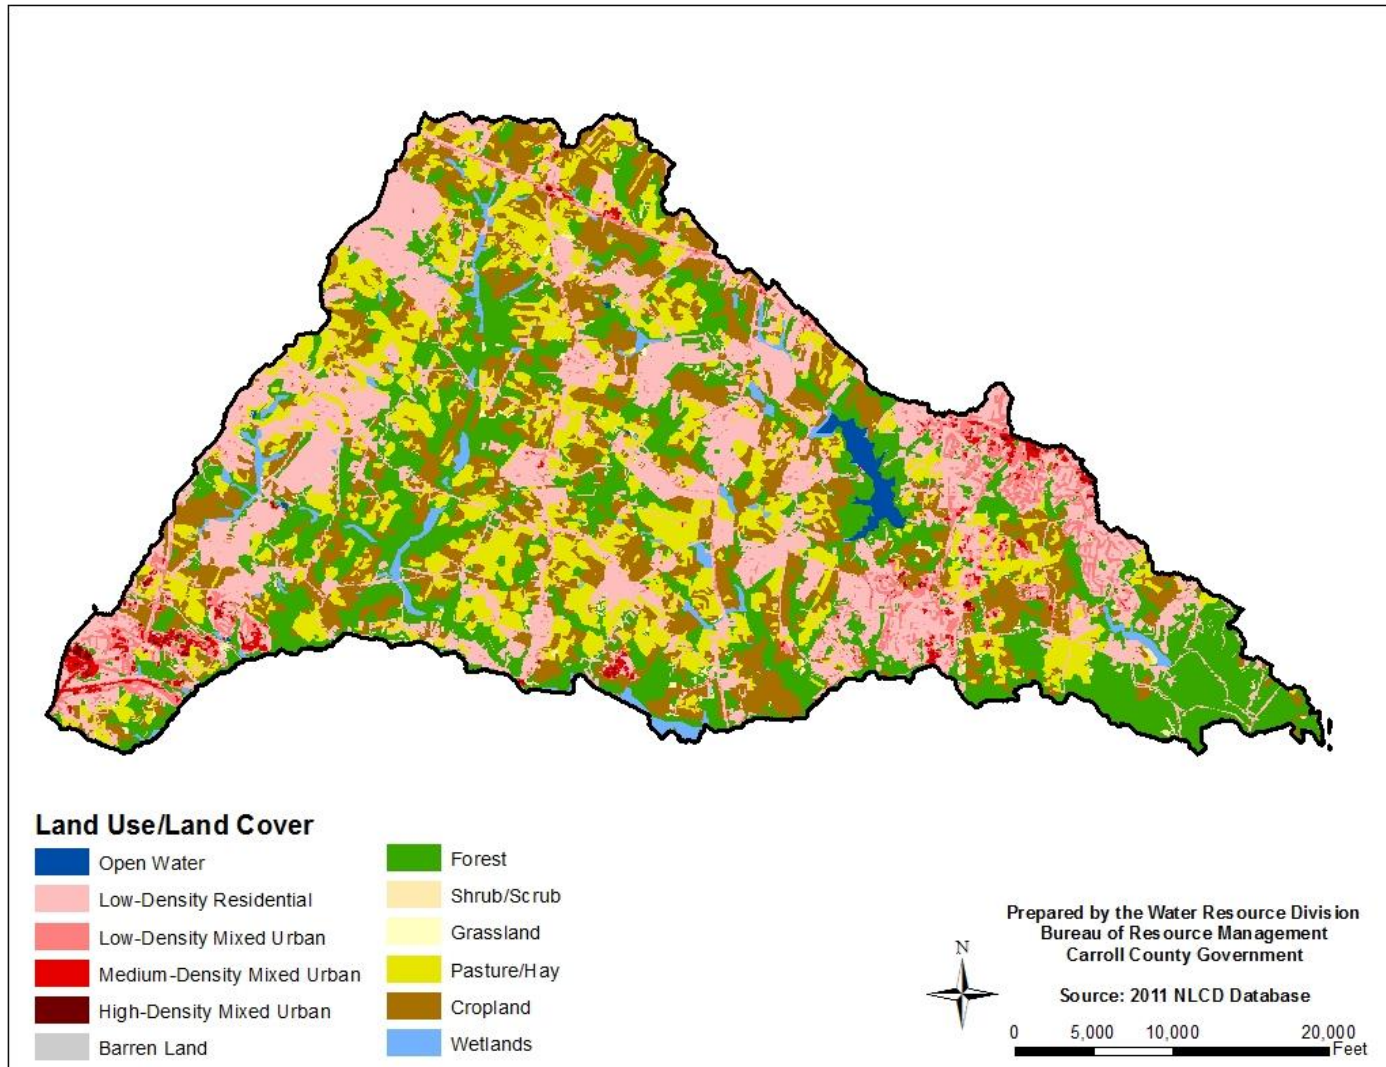 Land Use/Land Cover
Open Water
Low-Density Residential
Low-Density Mixed Urban
Medium-Density Mixed Urban
High-Density Mixed Urban
Barren Land
Forest
Shrub/Scrub
Grassland
Pasture/Hay
Cropland
Wetlands
N
Prepared by the Water Resource Division
Bureau of Resource Management
Carroll County Government
Source: 2011 NLCD Database
0 5,000 10,000 20,000
Feet